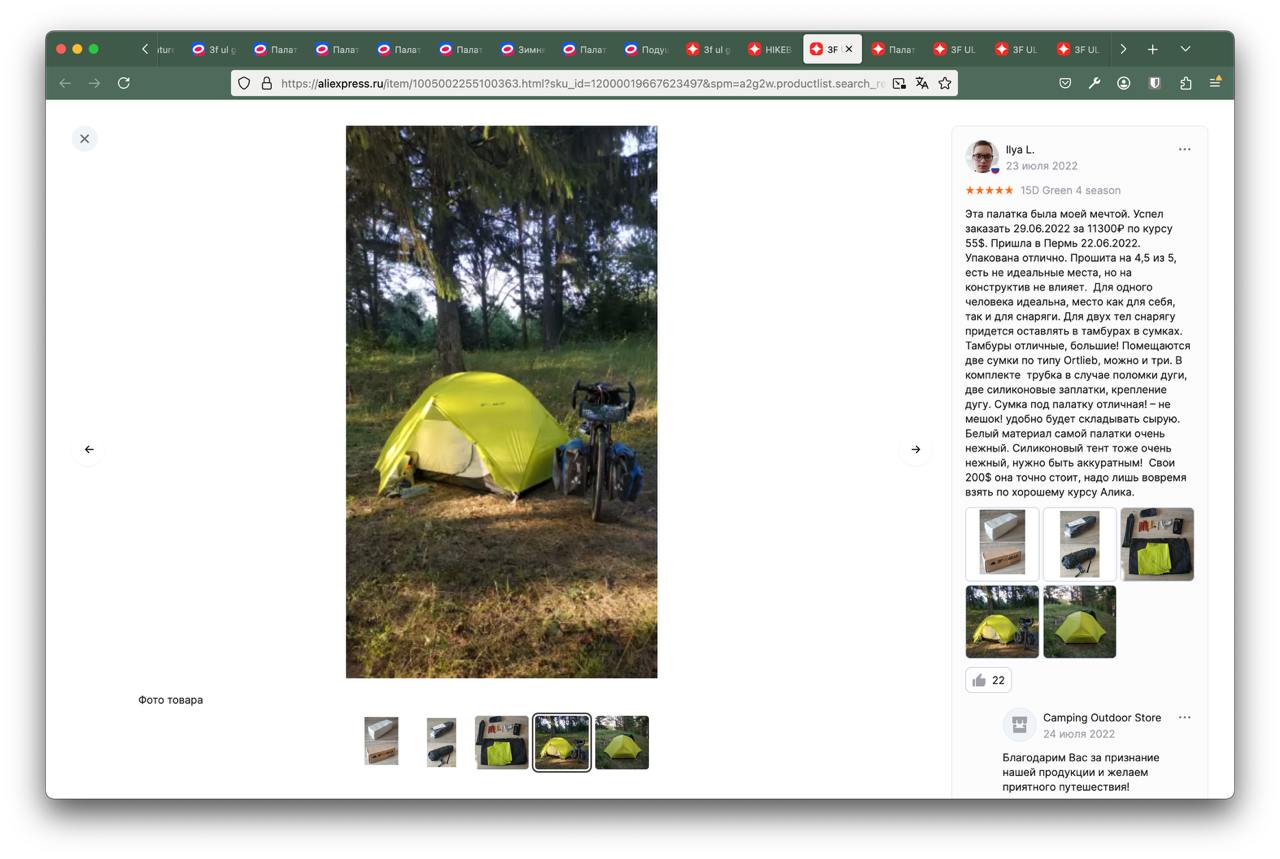 3f ul g
Палат
Палат
Палат
Палат
Зимн
Палат
Подуш
3f ul g
HIKEB
3F
Палат
3F UL
3F UL
3F UL
https://aliexpress.ru/item/1005002255100363.html?sku_id=12000019667623497&spm=a2g2w.productlist.search_re
Ilya L.
23 июля 2022
15D Green 4 season
Эта палатка была моей мечтой. Успел
заказать 29.06.2022 за 11300₽ по курсу
55$. Пришла в Пермь 22.06.2022.
Упакована отлично. Прошита на 4,5 из 5,
есть не идеальные места, но на
конструктив не влияет.  Для одного
человека идеальна, место как для себя,
так и для снаряги. Для двух тел снарягу
придется оставлять в тамбурах в сумках.
Тамбуры отличные, большие! Помещаются
две сумки по типу Ortlieb, можно и три. В
комплекте  трубка в случае поломки дуги,
две силиконовые заплатки, крепление
дугу. Сумка под палатку отличная! – не
мешок! удобно будет складывать сырую.
Белый материал самой палатки очень
нежный. Силиконовый тент тоже очень
нежный, нужно быть аккуратным!  Свои
200$ она точно стоит, надо лишь вовремя
взять по хорошему курсу Алика.
22
Фото товара
Camping Outdoor Store
24 июля 2022
Благодарим Вас за признание
нашей продукции и желаем
приятного путешествия!